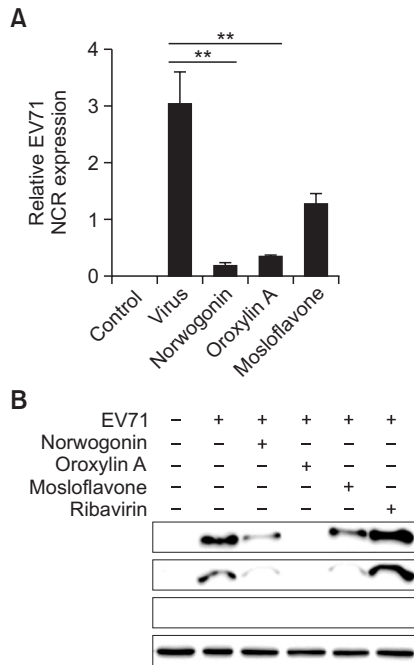 A
**
**
Relative EV71
NCR expression
4
3
2
1
0
Control
Virus
Norwogonin
Oroxylin A
Mosloflavone
B
EV71 – + + + + +
Norwogonin – – + – – –
Oroxylin A – – – + – –
Mosloflavone – – – – + –
Ribavirin – – – – – +